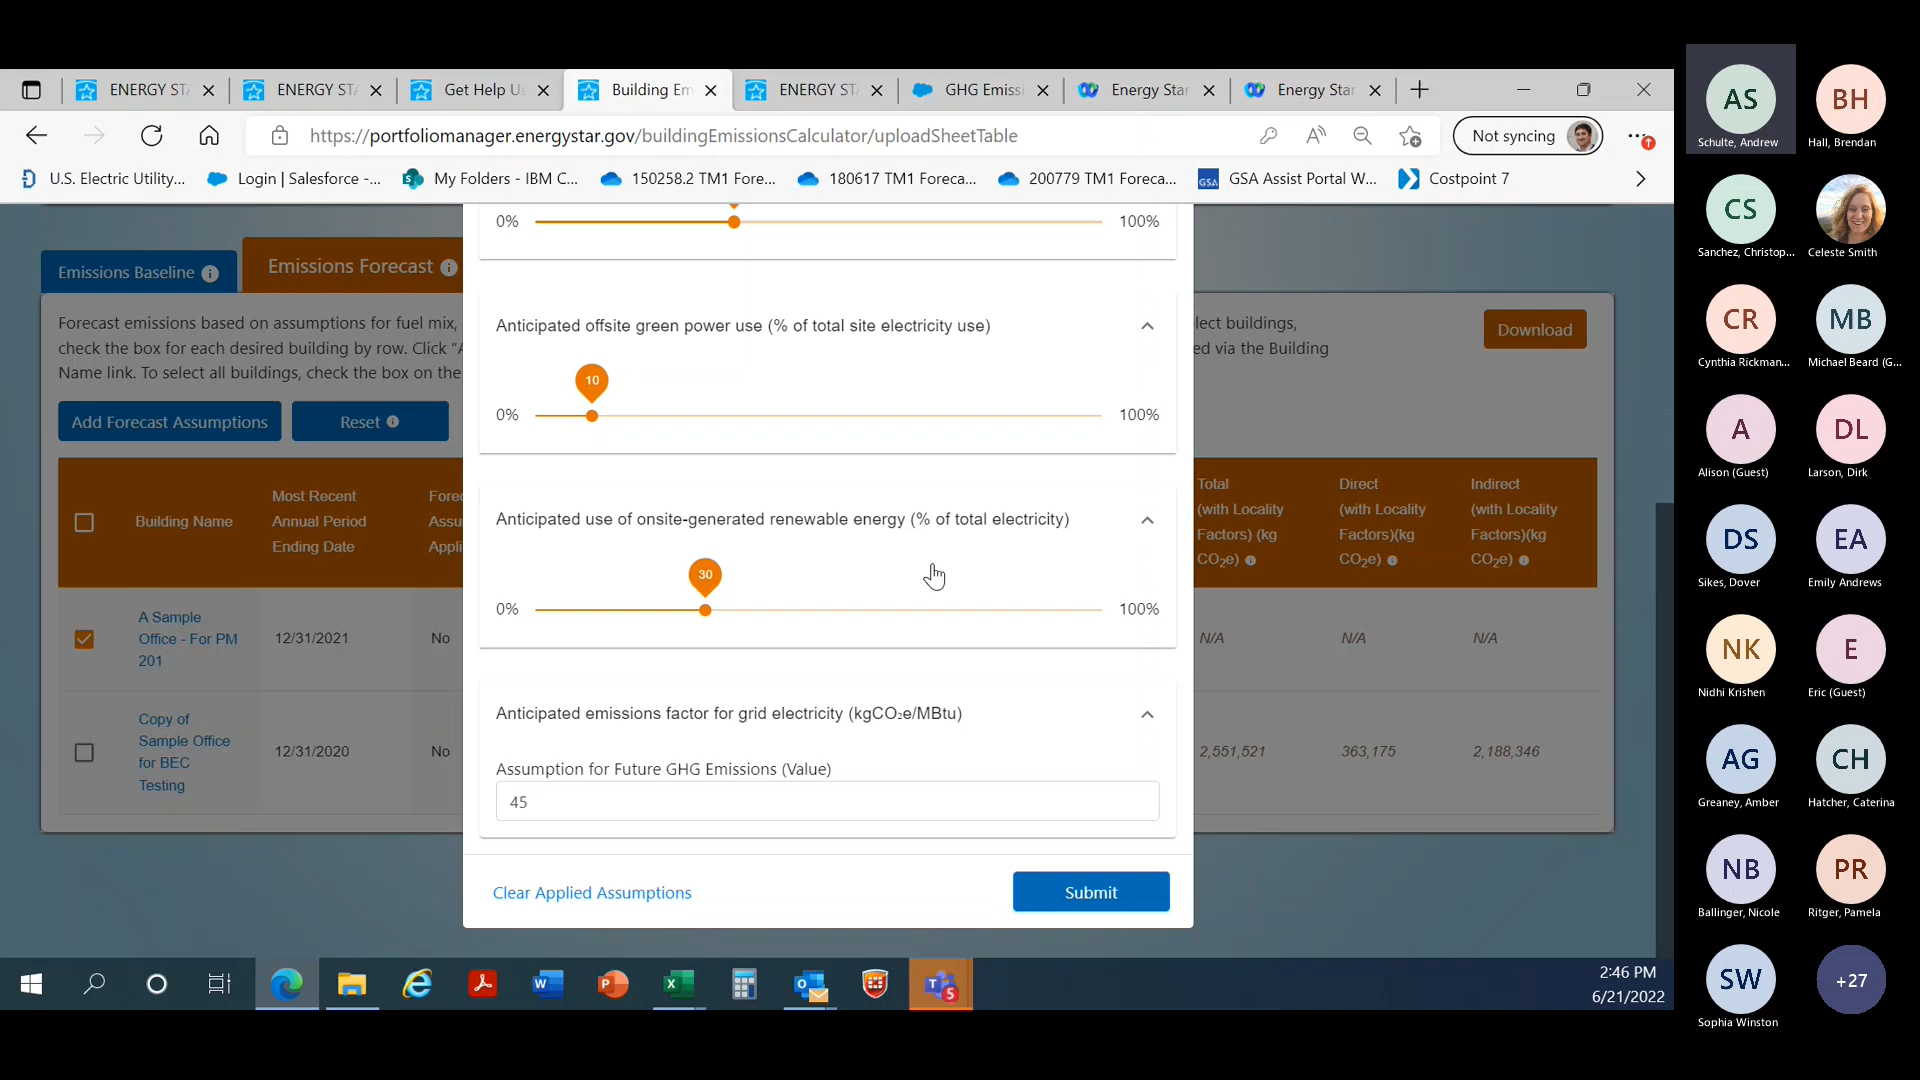 ENERGY STA
ENERGY STA
Get Help Us
Building Em
ENERGY STA
GHG Emissi
Energy Star
Energy Star
https://portfoliomanager.energystar.gov/buildingEmissionsCalculator/uploadSheetTable
Not syncing
U.S. Electric Utility...
Login | Salesforce -...
My Folders - IBM C...
150258.2 TM1 Fore...
180617 TM1 Foreca...
200779 TM1 Foreca...
GSA
GSA Assist Portal W...
Costpoint 7
Emissions Baseline
Emissions Forecast
Forecast emissions based on assumptions for fuel mix,
check the box for each desired building by row. Click "A
Name link. To select all buildings, check the box on the
lect buildings,
ed via the Building
Download
Add Forecast Assumptions
Reset
Building Name
Most Recent
Annual Period
Ending Date
Forec
Assu
Appli
Total
(with Locality
Factors) (kg
CO2e)
Direct
(with Locality
Factors)(kg
CO2e)
Indirect
(with Locality
Factors)(kg
CO2e)
A Sample
Office - For PM
201
12/31/2021
No
N/A
N/A
N/A
Copy of
Sample Office
for BEC
Testing
12/31/2020
No
2,551,521
363,175
2,188,346
0%
100%
Anticipated offsite green power use (% of total site electricity use)
10
0%
100%
Anticipated use of onsite-generated renewable energy (% of total electricity)
30
0%
100%
Anticipated emissions factor for grid electricity (kgCO₂e/MBtu)
Assumption for Future GHG Emissions (Value)
45
Clear Applied Assumptions
Submit
2:46 PM
6/21/2022
AS
Schulte, Andrew
BH
Hall, Brendan
CS
Sanchez, Christop...
Celeste Smith
CR
Cynthia Rickman...
MB
Michael Beard (G...
A
Alison (Guest)
DL
Larson, Dirk
DS
Sikes, Dover
EA
Emily Andrews
NK
Nidhi Krishen
E
Eric (Guest)
AG
Greaney, Amber
CH
Hatcher, Caterina
NB
Ballinger, Nicole
PR
Ritger, Pamela
SW
Sophia Winston
+27